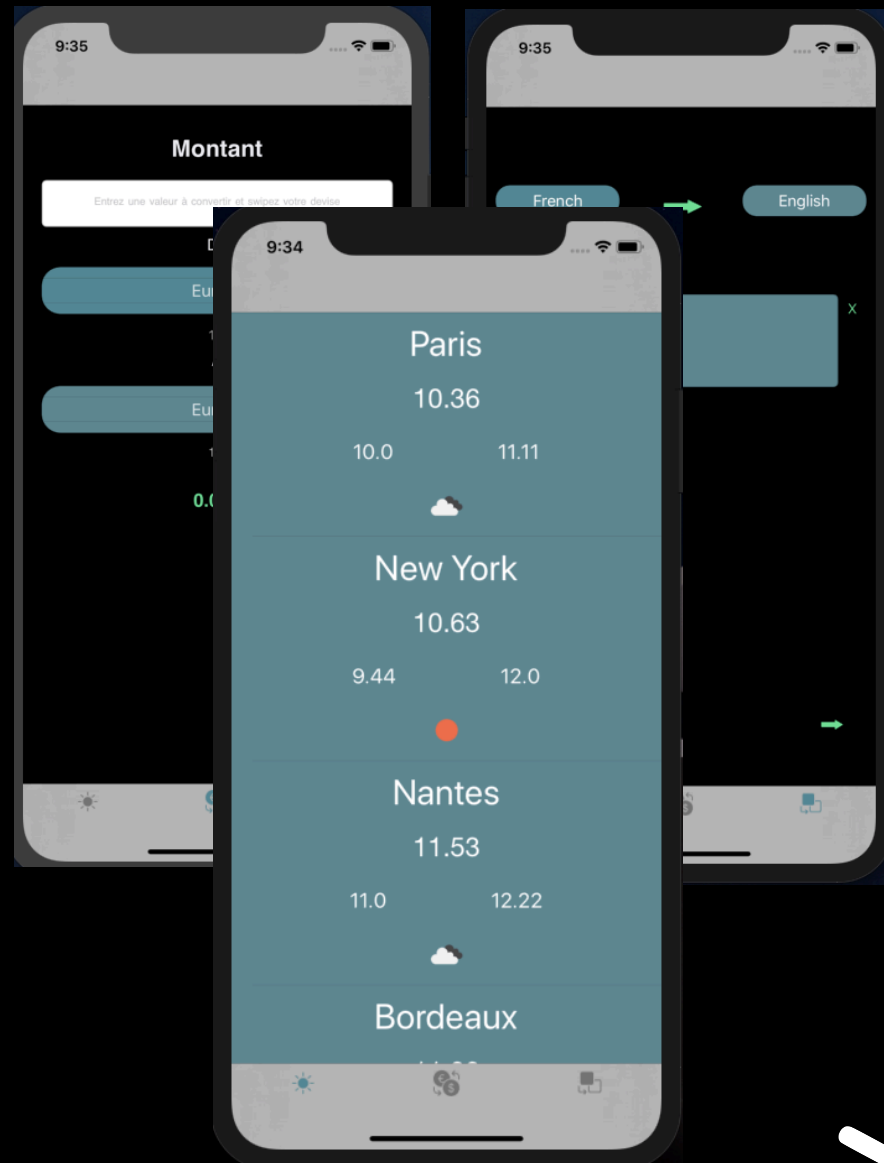 9:35
Montant
Entrez une valeur à convertir et swipez votre devise
9:35
French
English
X
9:34
Paris
10.36
10.0 11.11
New York
10.63
9.44 12.0
Nantes
11.53
11.0 12.22
Bordeaux